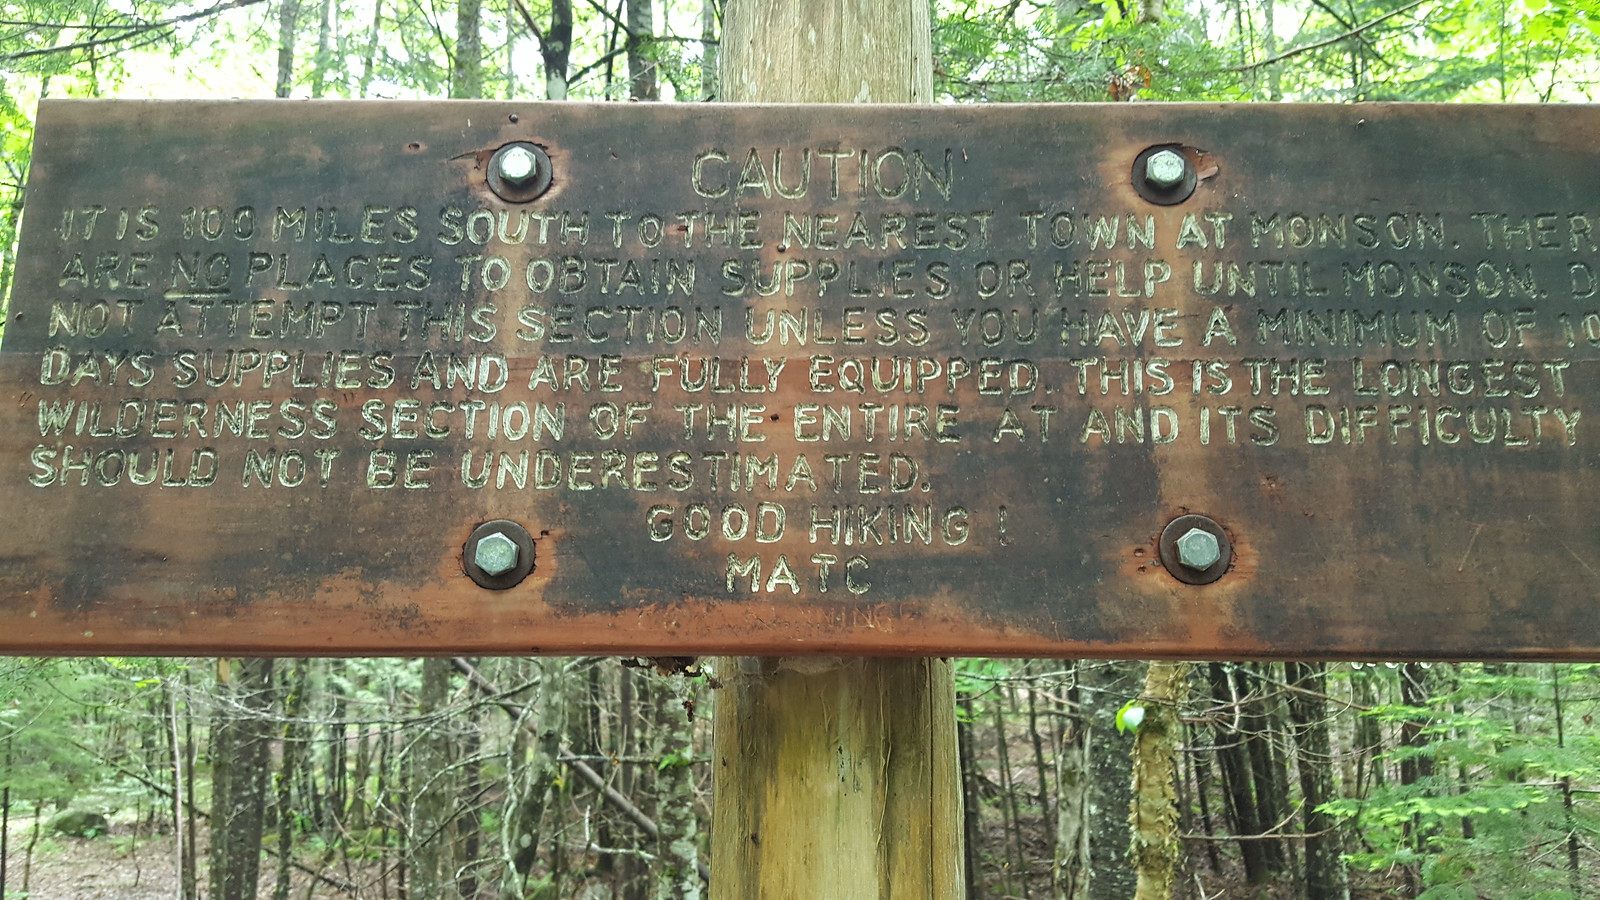 CAUTION
IT IS 100 MILES SOUTH TO THE NEAREST TOWN AT MONSON. THER
ARE NO PLACES TO OBTAIN SUPPLIES OR HELP UNTIL MONSON. D
NOT ATTEMPT THIS SECTION UNLESS YOU HAVE A MINIMUM OF 10
DAYS SUPPLIES AND ARE FULLY EQUIPPED. THIS IS THE LONGEST
"WILDERNESS" SECTION OF THE ENTIRE AT AND ITS DIFFICULTY
SHOULD NOT BE UNDERESTIMATED.
GOOD HIKING!
MATC